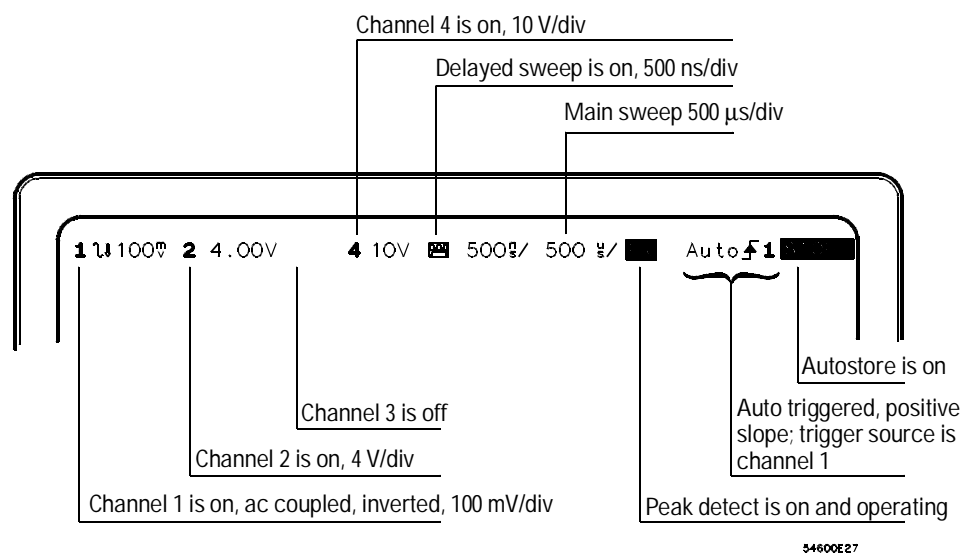 Channel 4 is on, 10 V/div
Delayed sweep is on, 500 ns/div
Main sweep 500 µs/div
1 100mV 2 4.00V 4 10V 500ns/ 500 µs/ Auto 1
Autostore is on
Channel 3 is off
Auto triggered, positive
slope; trigger source is
channel 1
Channel 2 is on, 4 V/div
Channel 1 is on, ac coupled, inverted, 100 mV/div
Peak detect is on and operating
54600E27